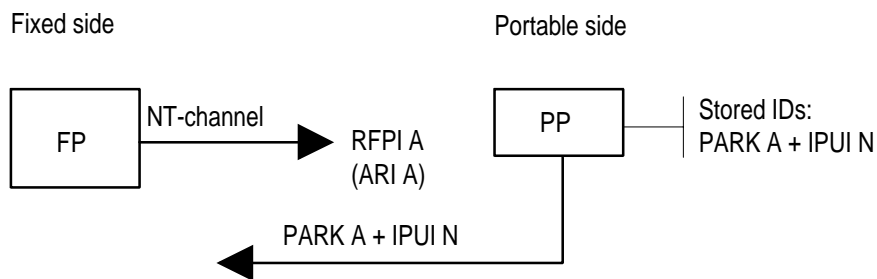 Fixed side
Portable side
FP
NT-channel
RFPI A
(ARI A)
PP
Stored IDs:
PARK A + IPUI N
PARK A + IPUI N